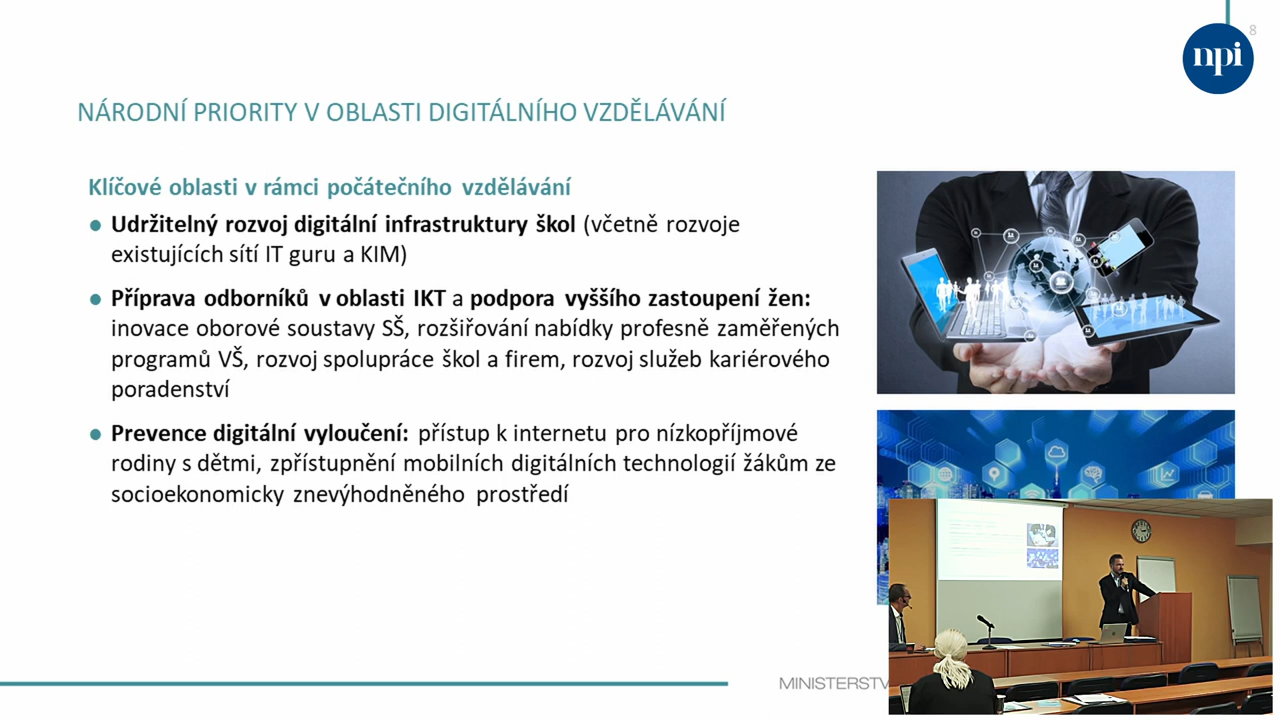 8
npi
NÁRODNÍ PRIORITY V OBLASTI DIGITÁLNÍHO VZDĚLÁVÁNÍ
Klíčové oblasti v rámci počátečního vzdělávání
● Udržitelný rozvoj digitální infrastruktury škol (včetně rozvoje
existujících sítí IT guru a KIM)
● Příprava odborníků v oblasti IKT a podpora vyššího zastoupení žen:
inovace oborové soustavy SŠ, rozšiřování nabídky profesně zaměřených
programů VŠ, rozvoj spolupráce škol a firem, rozvoj služeb kariérového
poradenství
● Prevence digitální vyloučení: přístup k internetu pro nízkopříjmové
rodiny s dětmi, zpřístupnění mobilních digitálních technologií žákům ze
socioekonomicky znevýhodněného prostředí
MINISTERSTV